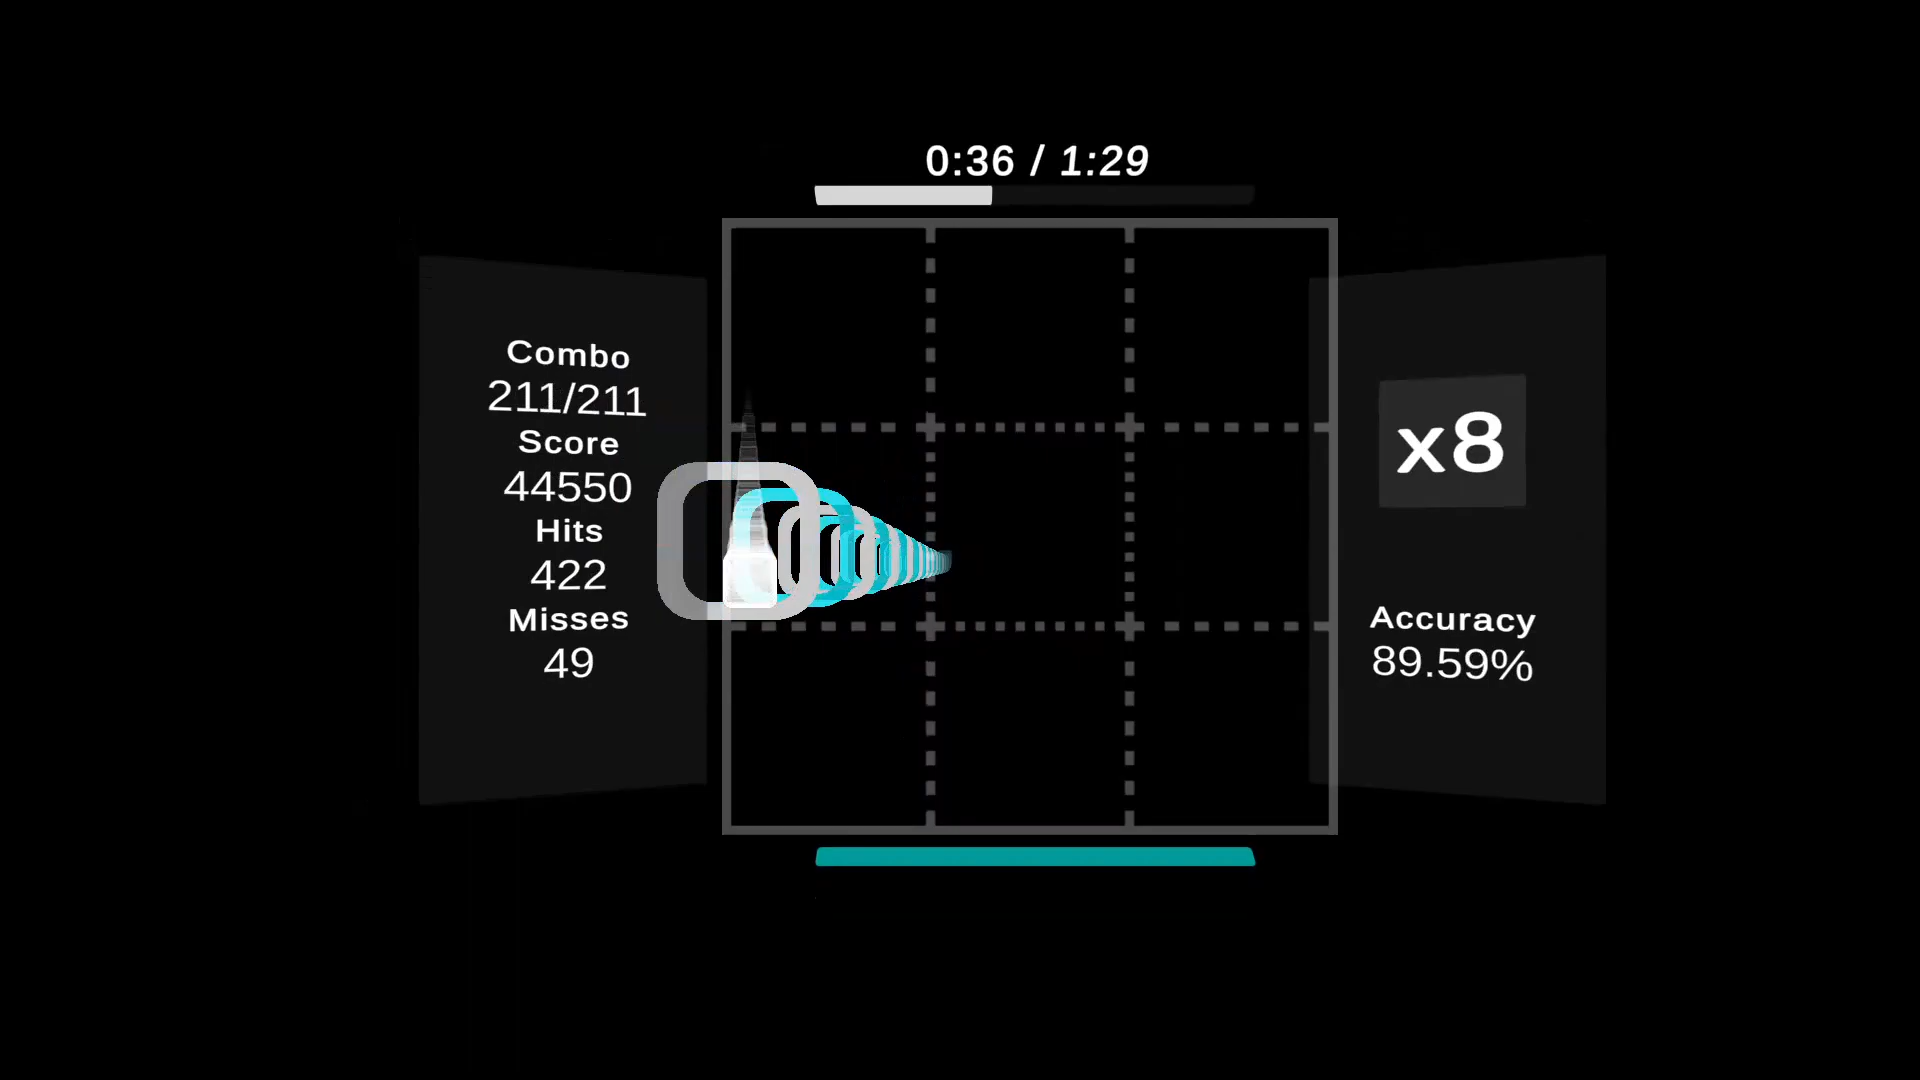 0:36 / 1:29
Combo
211/211
Score
44550
Hits
422
Misses
49
x8
Accuracy
89.59%